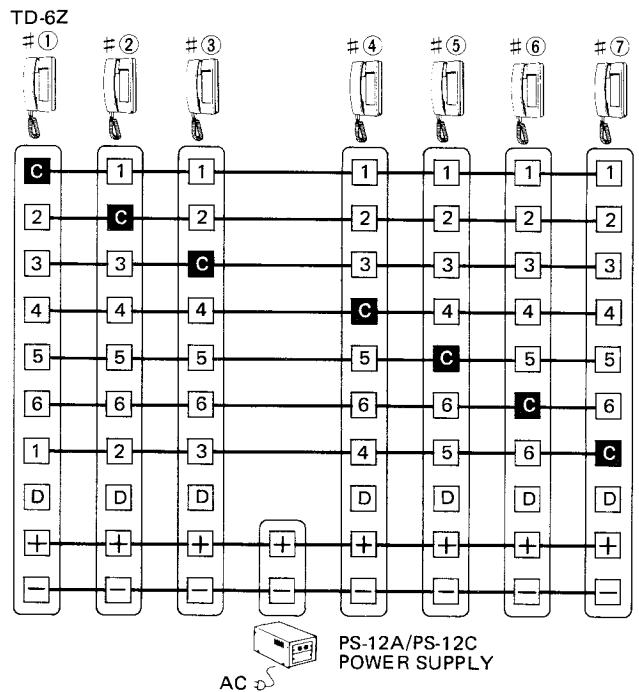 TD-6Z
# ① # ② # ③ # ④ # ⑤ # ⑥ # ⑦
C 1 1 1 1 1 1
2 C 2 2 2 2 2
3 3 C 3 3 3 3
4 4 4 C 4 4 4
5 5 5 5 C 5 5
6 6 6 6 6 C 6
1 2 3 4 5 6 C
D D D D D D D
+ + + + + + + +
− − − − − − − −
PS-12A/PS-12C
POWER SUPPLY
AC